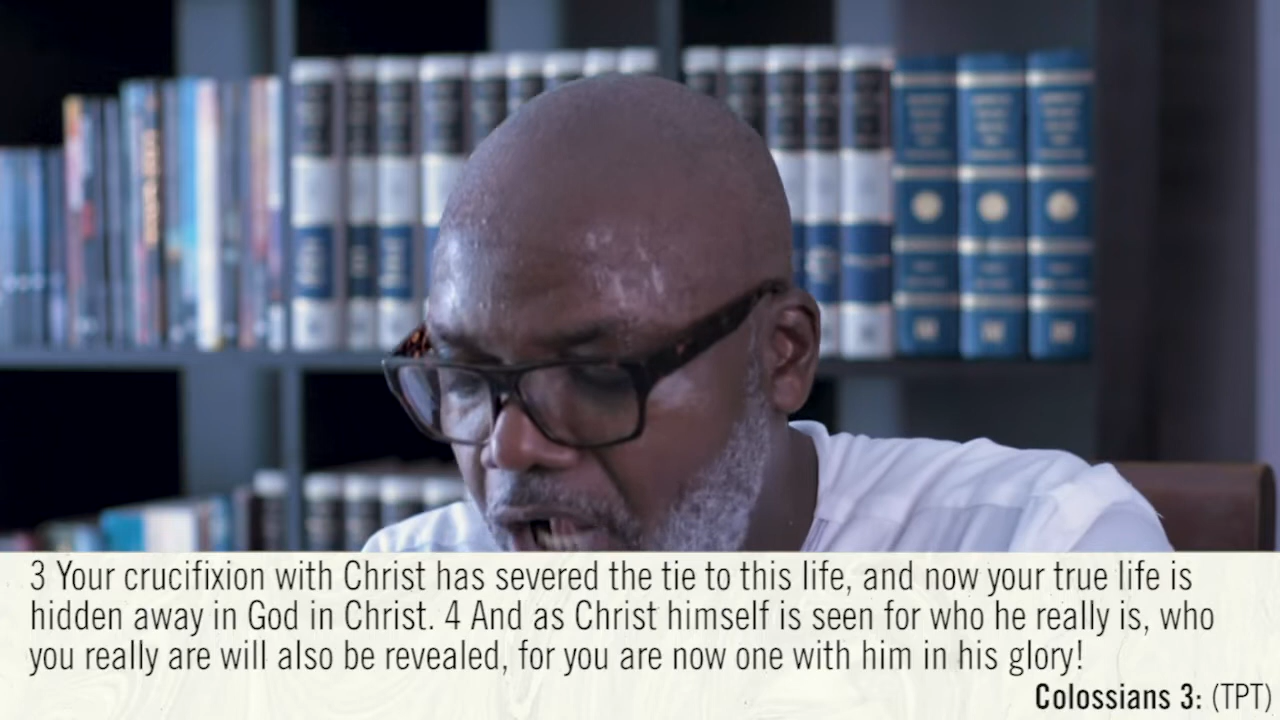 3 Your crucifixion with Christ has severed the tie to this life, and now your true life is
hidden away in God in Christ. 4 And as Christ himself is seen for who he really is, who
you really are will also be revealed, for you are now one with him in his glory!
Colossians 3: (TPT)